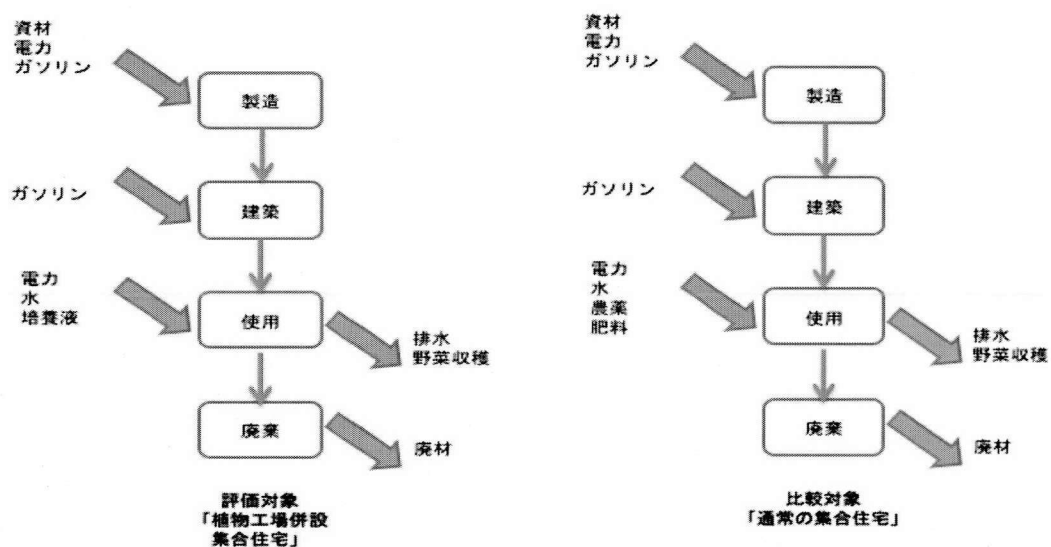 資材
電力
ガソリン
製造
ガソリン
建築
電力
水
培養液
使用
排水
野菜収穫
廃棄
廃材
評価対象
「植物工場併設
集合住宅」
資材
電力
ガソリン
製造
ガソリン
建築
電力
水
農薬
肥料
使用
排水
野菜収穫
廃棄
廃材
比較対象
「通常の集合住宅」